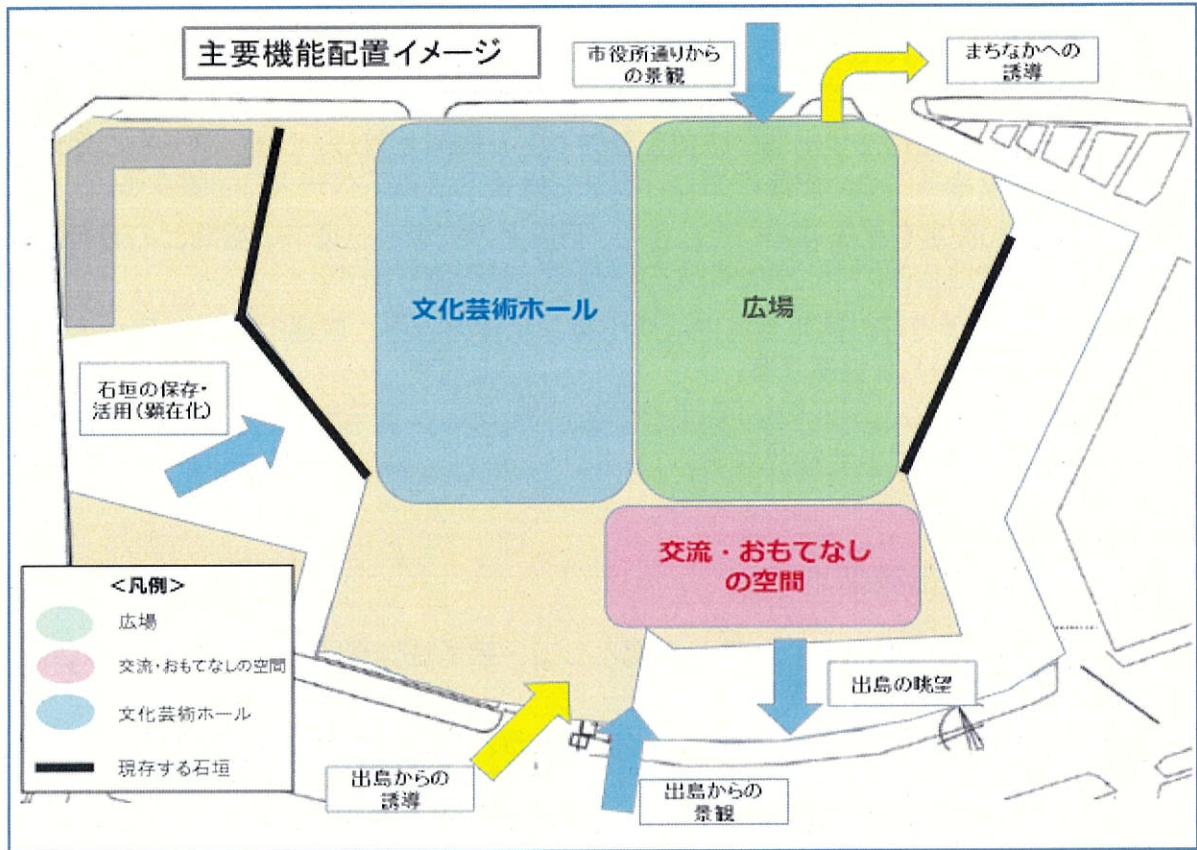 主要機能配置イメージ
市役所通りから
の景観
まちなかへの
誘導
文化芸術ホール
広場
石垣の保存・
活用(顕在化)
交流・おもてなし
の空間
<凡例>
広場
交流・おもてなしの空間
文化芸術ホール
現存する石垣
出島の眺望
出島からの
誘導
出島からの
景観